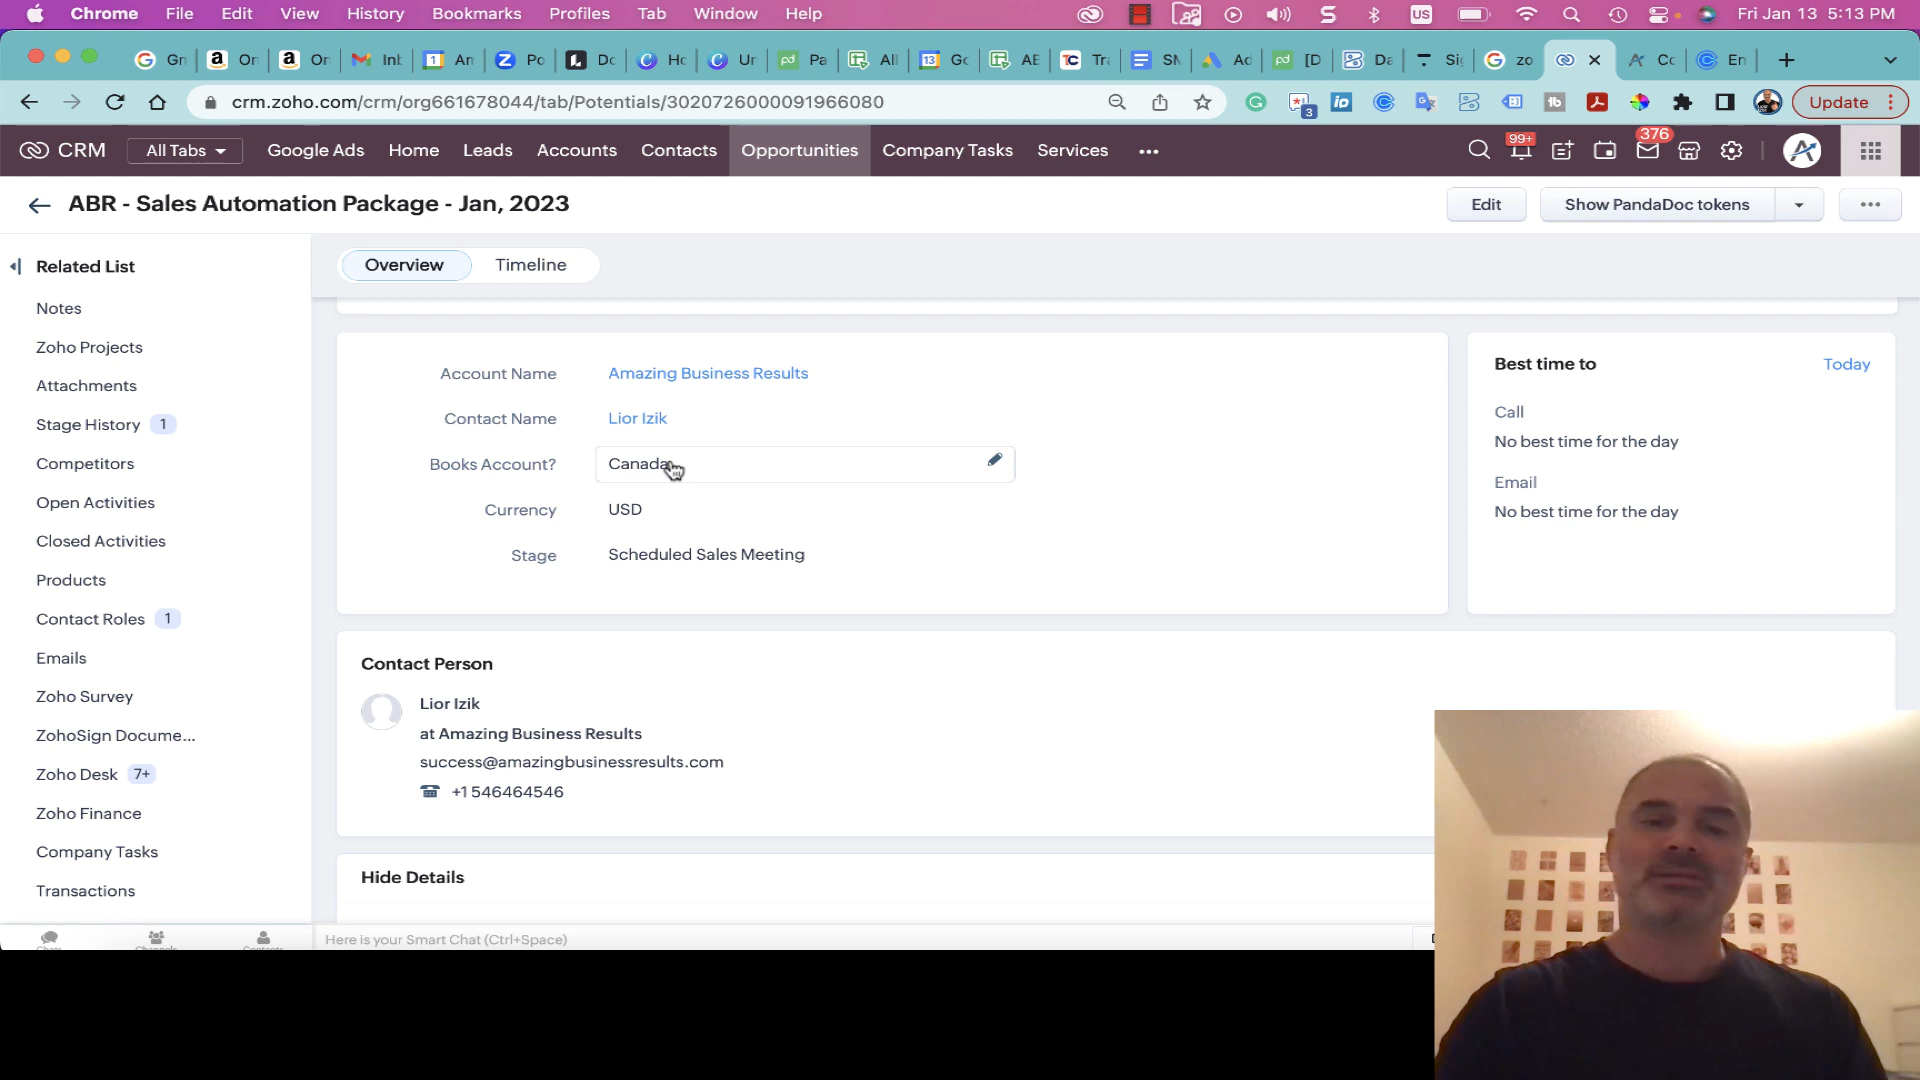 Chrome File Edit View History Bookmarks Profiles Tab Window Help US Fri Jan 13 5:13 PM
crm.zoho.com/crm/org661678044/tab/Potentials/3020726000091966080 Update
CRM All Tabs Google Ads Home Leads Accounts Contacts Opportunities Company Tasks Services ••• 99+ 376
ABR - Sales Automation Package - Jan, 2023 Edit Show PandaDoc tokens •••
Related List
Notes
Zoho Projects
Attachments
Stage History 1
Competitors
Open Activities
Closed Activities
Products
Contact Roles 1
Emails
Zoho Survey
ZohoSign Docume...
Zoho Desk 7+
Zoho Finance
Company Tasks
Transactions
Overview Timeline
Account Name Amazing Business Results
Contact Name Lior Izik
Books Account? Canada
Currency USD
Stage Scheduled Sales Meeting
Best time to Today
Call
No best time for the day
Email
No best time for the day
Contact Person
Lior Izik
at Amazing Business Results
success@amazingbusinessresults.com
+1 546464546
Hide Details
Here is your Smart Chat (Ctrl+Space)